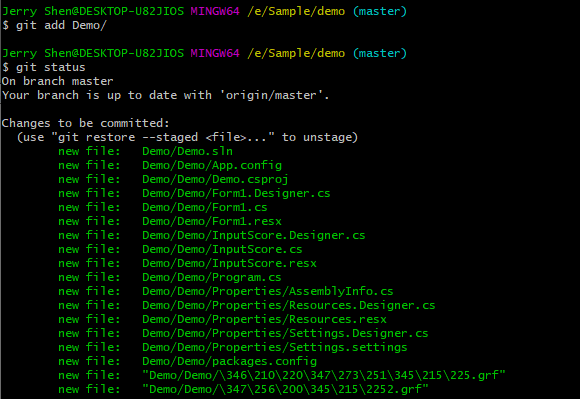 Jerry Shen@DESKTOP-U82JIOS MINGW64 /e/Sample/demo (master)
$ git add Demo/
Jerry Shen@DESKTOP-U82JIOS MINGW64 /e/Sample/demo (master)
$ git status
On branch master
Your branch is up to date with 'origin/master'.
Changes to be committed:
(use "git restore --staged <file>..." to unstage)
new file: Demo/Demo.sln
new file: Demo/Demo/App.config
new file: Demo/Demo/Demo.csproj
new file: Demo/Demo/Form1.Designer.cs
new file: Demo/Demo/Form1.cs
new file: Demo/Demo/Form1.resx
new file: Demo/Demo/InputScore.Designer.cs
new file: Demo/Demo/InputScore.cs
new file: Demo/Demo/InputScore.resx
new file: Demo/Demo/Program.cs
new file: Demo/Demo/Properties/AssemblyInfo.cs
new file: Demo/Demo/Properties/Resources.Designer.cs
new file: Demo/Demo/Properties/Resources.resx
new file: Demo/Demo/Properties/Settings.Designer.cs
new file: Demo/Demo/Properties/Settings.settings
new file: Demo/Demo/packages.config
new file: "Demo/Demo/\346\210\220\347\273\251\345\215\225.grf"
new file: "Demo/Demo/\347\256\200\345\215\2252.grf"